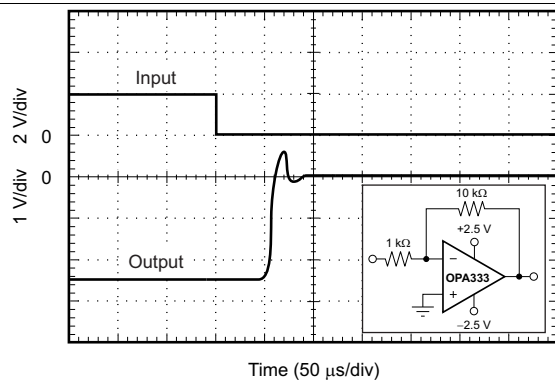 2 V/div
1 V/div
0
0
Input
Output
10 kΩ
+2.5 V
1 kΩ
−
OPA333
+
−2.5 V
Time (50 μs/div)